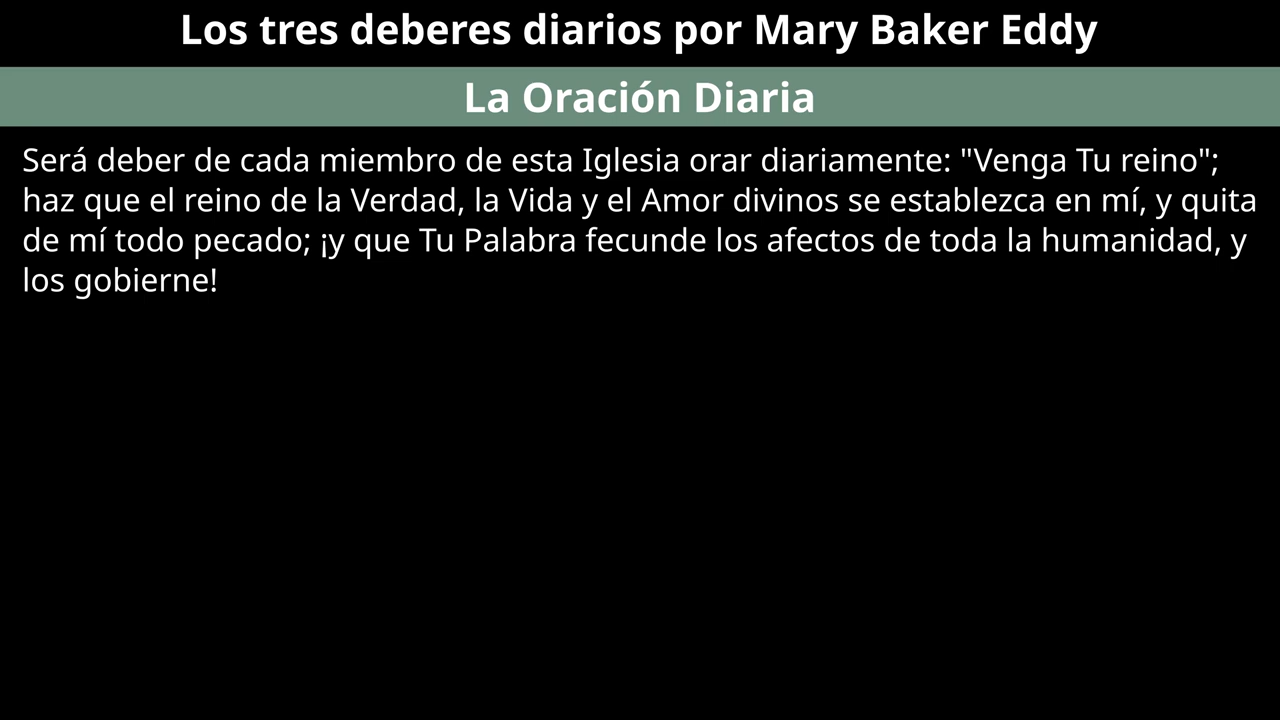 Los tres deberes diarios por Mary Baker Eddy
La Oración Diaria
Será deber de cada miembro de esta Iglesia orar diariamente: "Venga Tu reino";
haz que el reino de la Verdad, la Vida y el Amor divinos se establezca en mí, y quita
de mí todo pecado; ¡y que Tu Palabra fecunde los afectos de toda la humanidad, y
los gobierne!